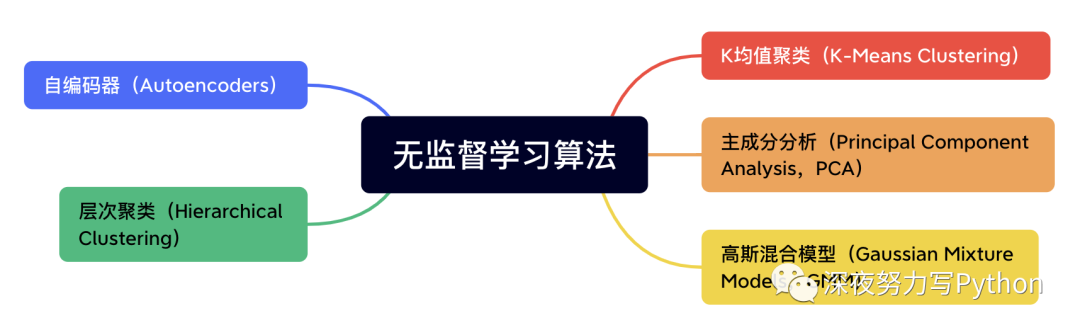 自编码器（Autoencoders）
层次聚类（Hierarchical
Clustering）
无监督学习算法
K均值聚类（K-Means Clustering）
主成分分析（Principal Component
Analysis，PCA）
高斯混合模型（Gaussian Mixture
Models，GMM）
深夜努力写Python